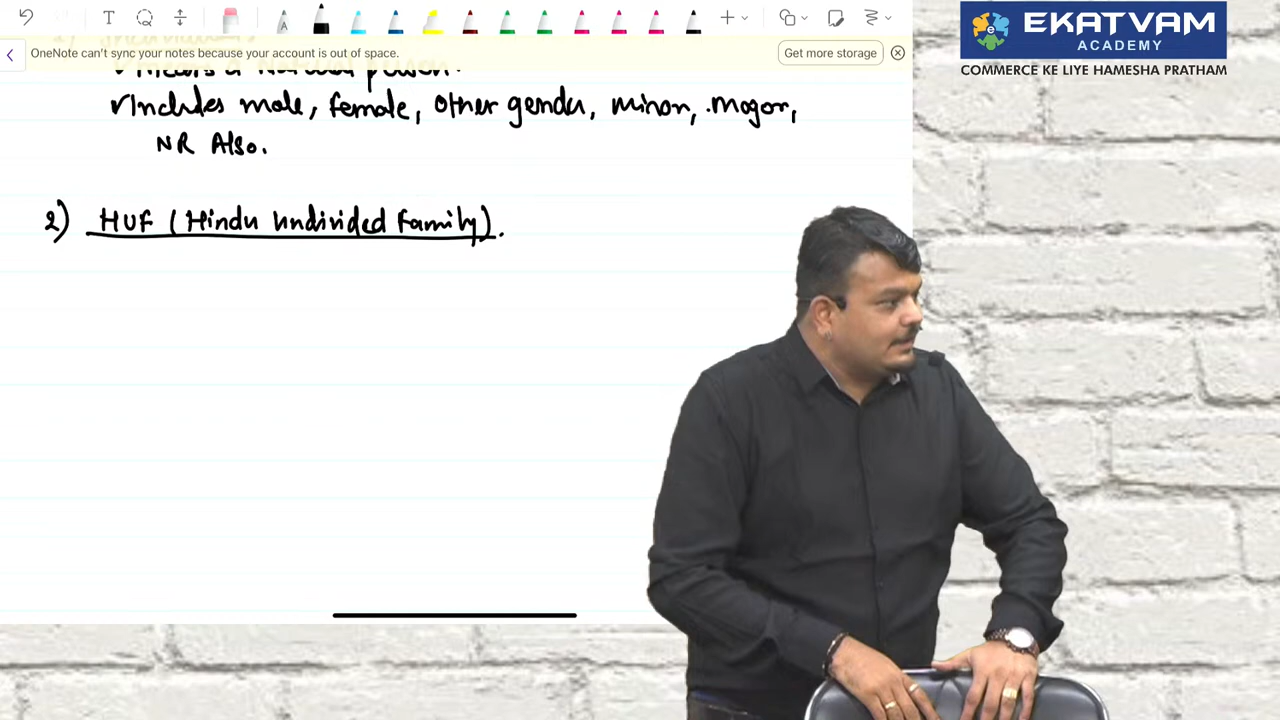 EKATVAM
ACADEMY
COMMERCE KE LIYE HAMESHA PRATHAM
OneNote can't sync your notes because your account is out of space.
Get more storage
Includes male, female, other gender, minor, major,
NR Also.
2) HUF (Hindu Undivided Family).